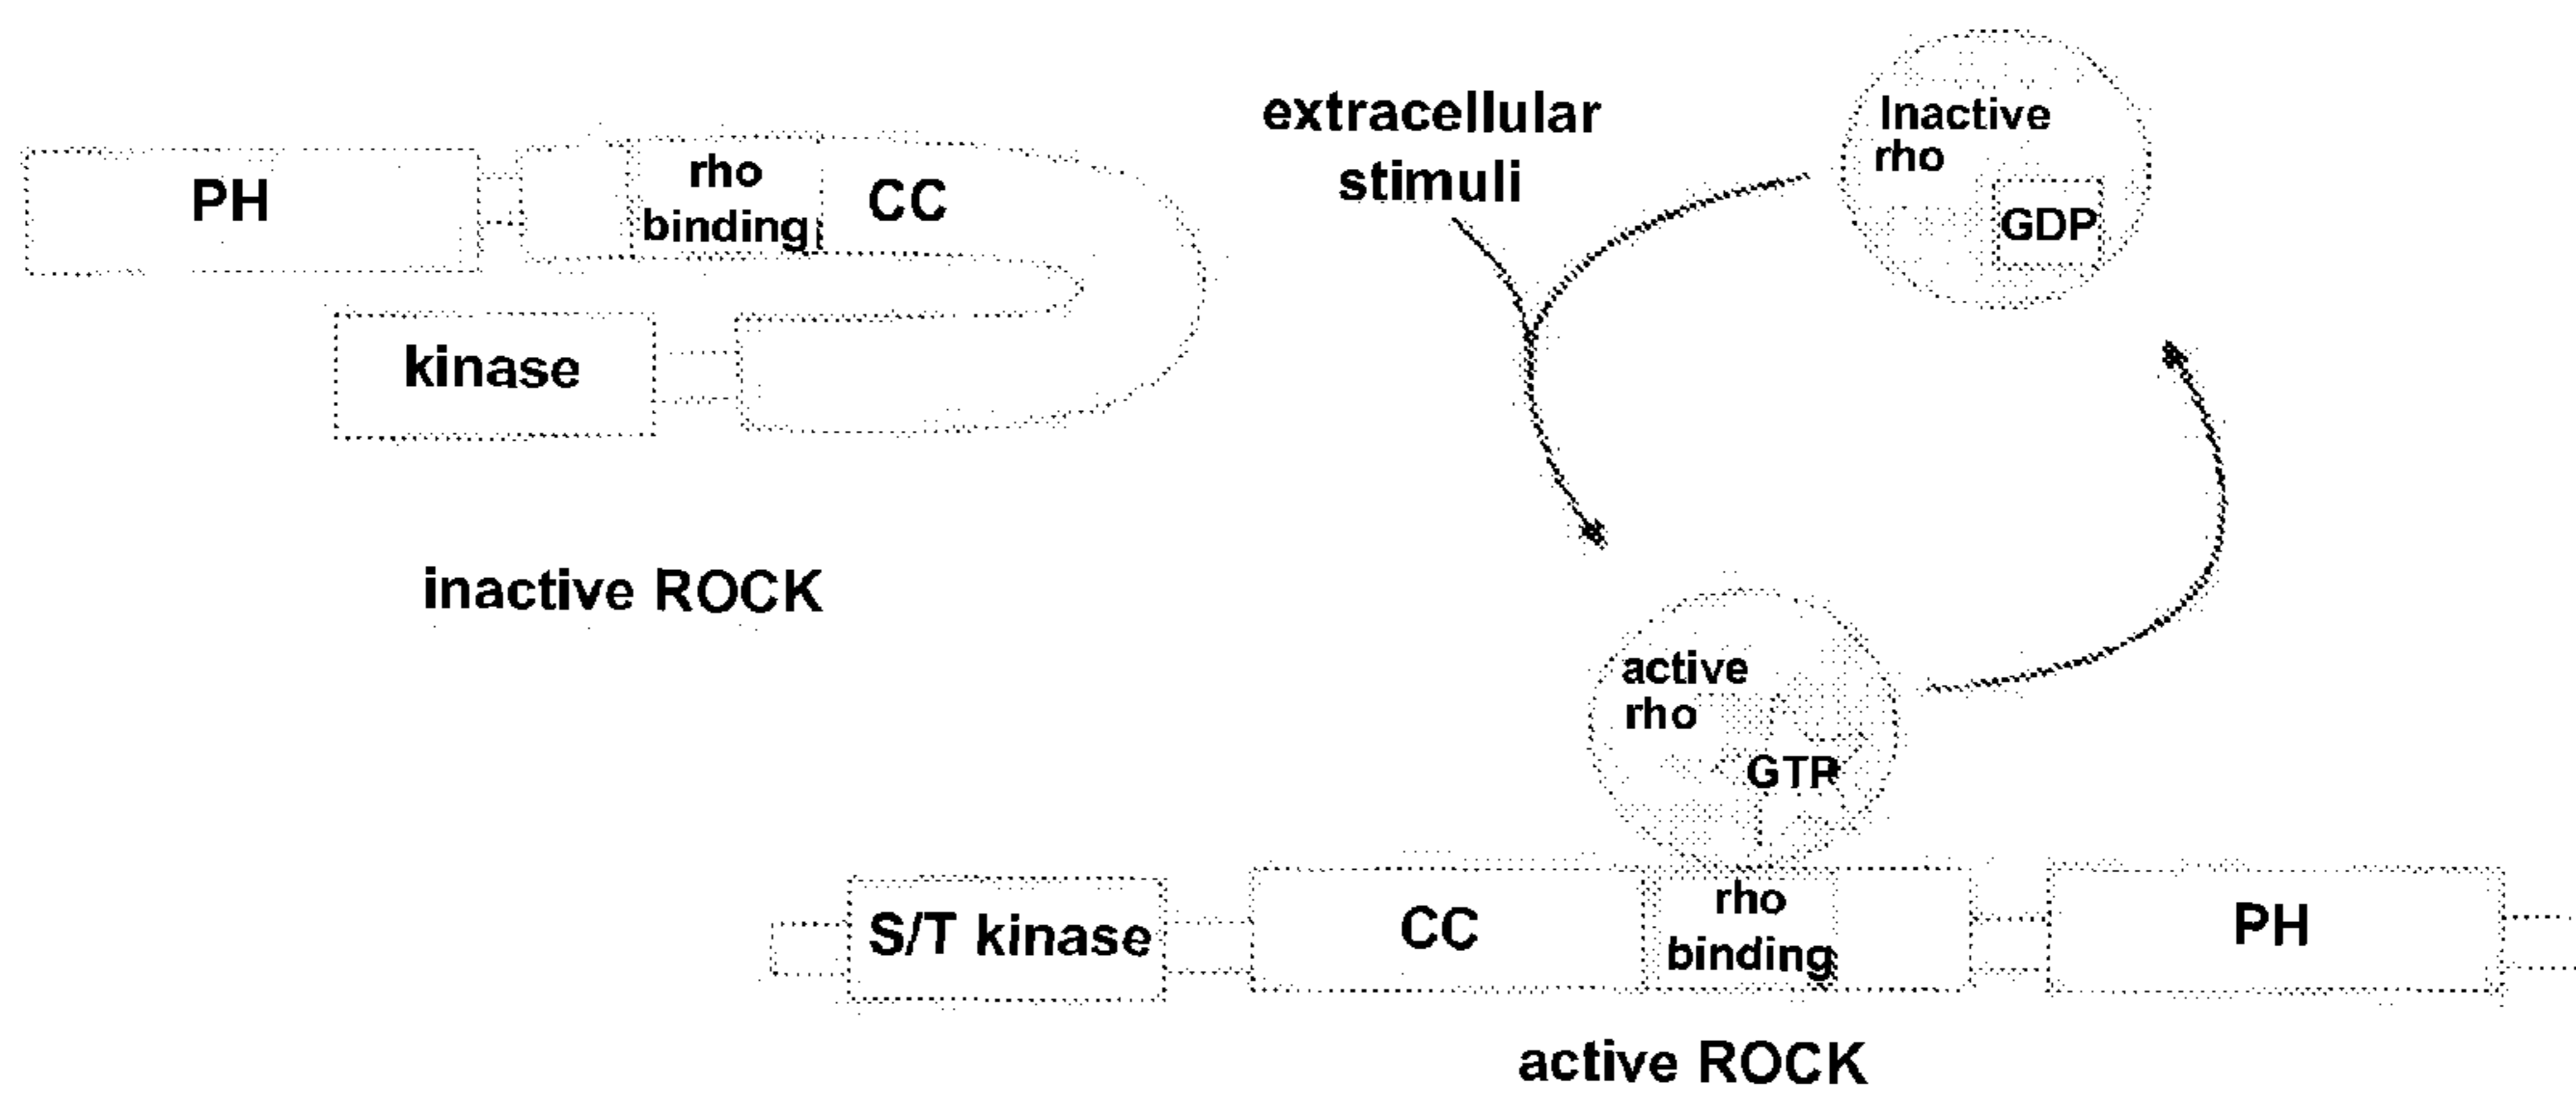 PH
rho
binding
CC
kinase
inactive ROCK
extracellular
stimuli
Inactive
rho
GDP
active
rho
GTP
S/T kinase
CC
rho
binding
PH
active ROCK